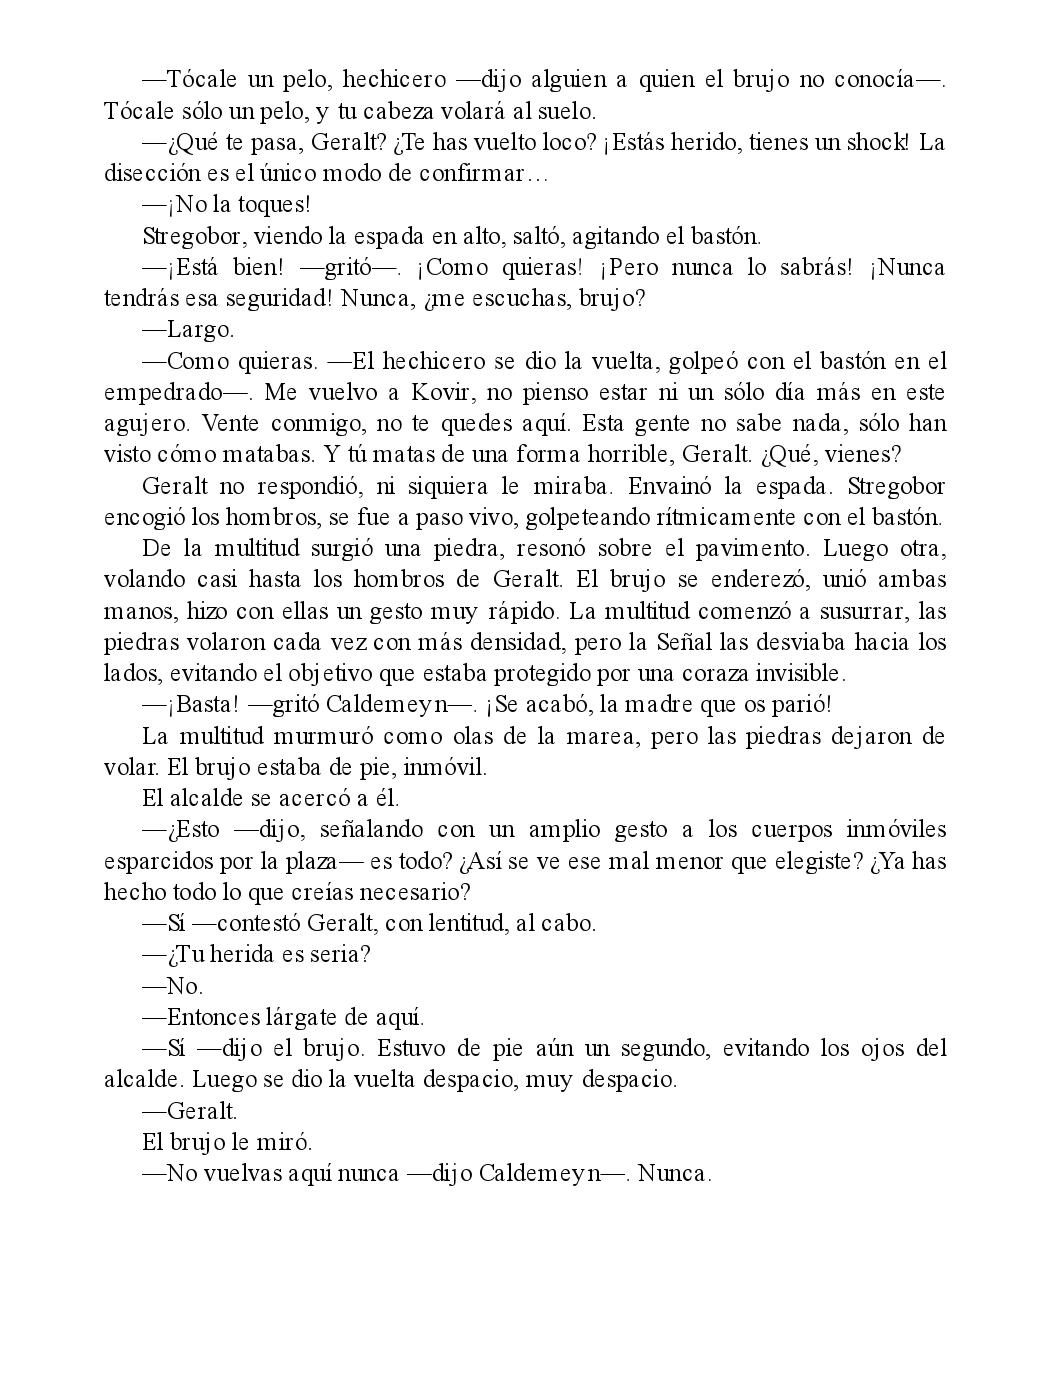 —Tócale un pelo, hechicero —dijo alguien a quien el brujo no conocía—.
Tócale sólo un pelo, y tu cabeza volará al suelo.
—¿Qué te pasa, Geralt? ¿Te has vuelto loco? ¡Estás herido, tienes un shock! La
disección es el único modo de confirmar…
—¡No la toques!
Stregobor, viendo la espada en alto, saltó, agitando el bastón.
—¡Está bien! —gritó—. ¡Como quieras! ¡Pero nunca lo sabrás! ¡Nunca
tendrás esa seguridad! Nunca, ¿me escuchas, brujo?
—Largo.
—Como quieras. —El hechicero se dio la vuelta, golpeó con el bastón en el
empedrado—. Me vuelvo a Kovir, no pienso estar ni un sólo día más en este
agujero. Vente conmigo, no te quedes aquí. Esta gente no sabe nada, sólo han
visto cómo matabas. Y tú matas de una forma horrible, Geralt. ¿Qué, vienes?
Geralt no respondió, ni siquiera le miraba. Envainó la espada. Stregobor
encogió los hombros, se fue a paso vivo, golpeteando rítmicamente con el bastón.
De la multitud surgió una piedra, resonó sobre el pavimento. Luego otra,
volando casi hasta los hombros de Geralt. El brujo se enderezó, unió ambas
manos, hizo con ellas un gesto muy rápido. La multitud comenzó a susurrar, las
piedras volaron cada vez con más densidad, pero la Señal las desviaba hacia los
lados, evitando el objetivo que estaba protegido por una coraza invisible.
—¡Basta! —gritó Caldemeyn—. ¡Se acabó, la madre que os parió!
La multitud murmuró como olas de la marea, pero las piedras dejaron de
volar. El brujo estaba de pie, inmóvil.
El alcalde se acercó a él.
—¿Esto —dijo, señalando con un amplio gesto a los cuerpos inmóviles
esparcidos por la plaza— es todo? ¿Así se ve ese mal menor que elegiste? ¿Ya has
hecho todo lo que creías necesario?
—Sí —contestó Geralt, con lentitud, al cabo.
—¿Tu herida es seria?
—No.
—Entonces lárgate de aquí.
—Sí —dijo el brujo. Estuvo de pie aún un segundo, evitando los ojos del
alcalde. Luego se dio la vuelta despacio, muy despacio.
—Geralt.
El brujo le miró.
—No vuelvas aquí nunca —dijo Caldemeyn—. Nunca.